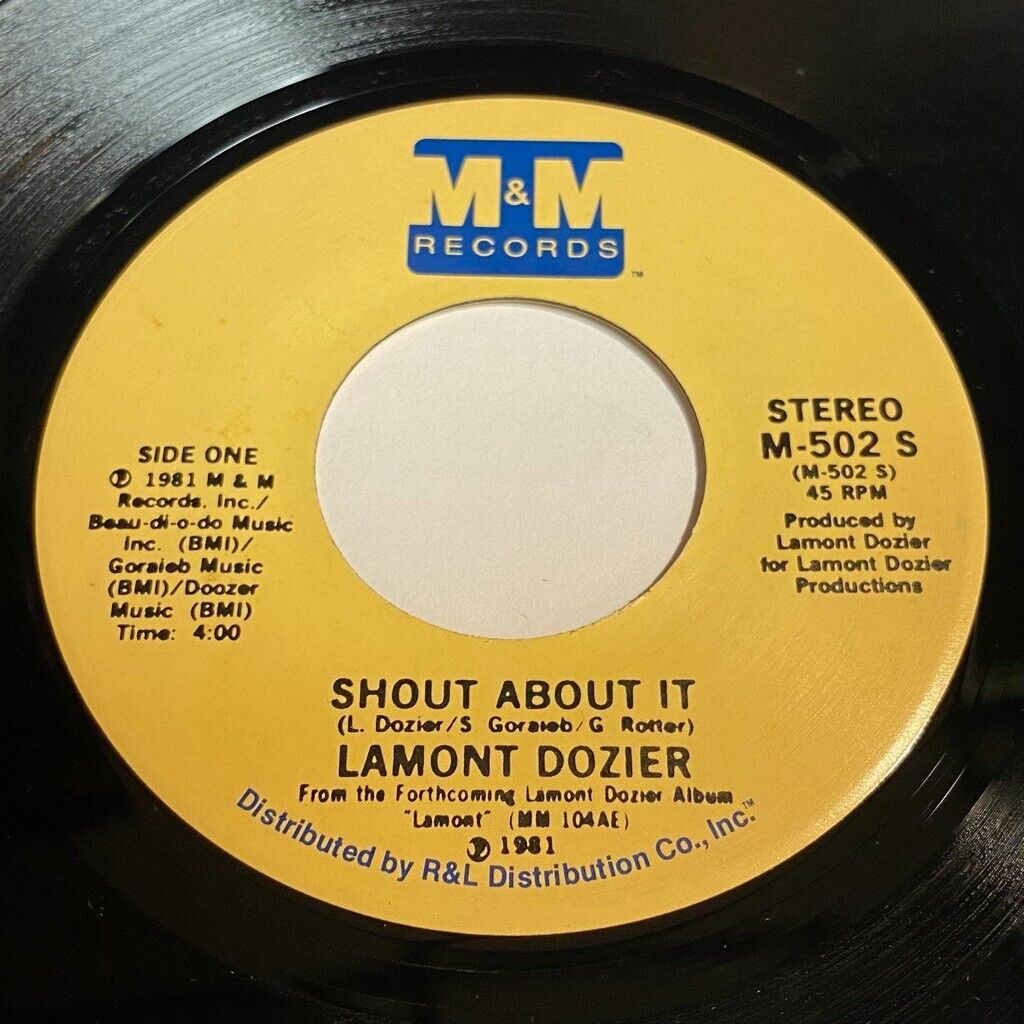 M&M
RECORDS
™
SIDE ONE
℗ 1981 M & M
Records, Inc./
Beau-di-o-do Music
Inc. (BMI)/
Goraieb Music
(BMI)/Doozer
Music (BMI)
Time: 4:00
STEREO
M-502 S
(M-502 S)
45 RPM
Produced by
Lamont Dozier
for Lamont Dozier
Productions
SHOUT ABOUT IT
(L. Dozier/S Goraieb/G Rotter)
LAMONT DOZIER
From the Forthcoming Lamont Dozier Album
"Lamont" (MM 104AE)
℗ 1981
Distributed by R&L Distribution Co., Inc.™